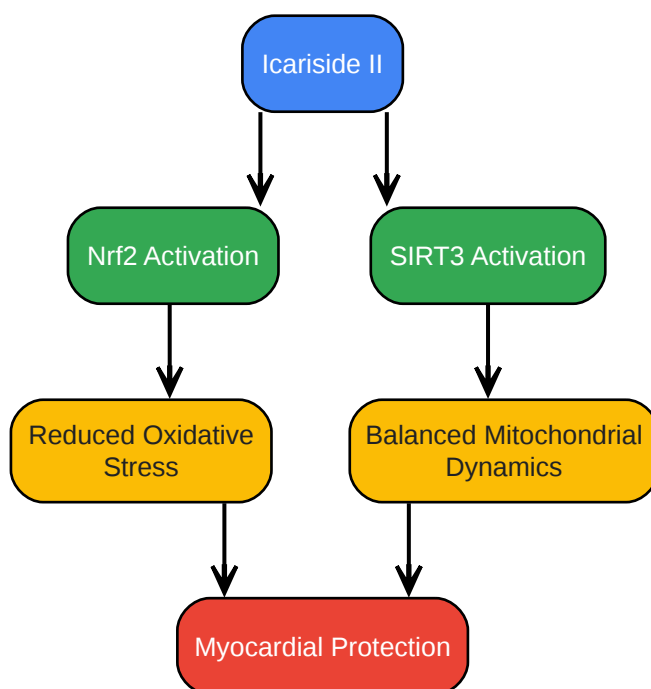 Icariside II
Nrf2 Activation
SIRT3 Activation
Reduced Oxidative
Stress
Balanced Mitochondrial
Dynamics
Myocardial Protection